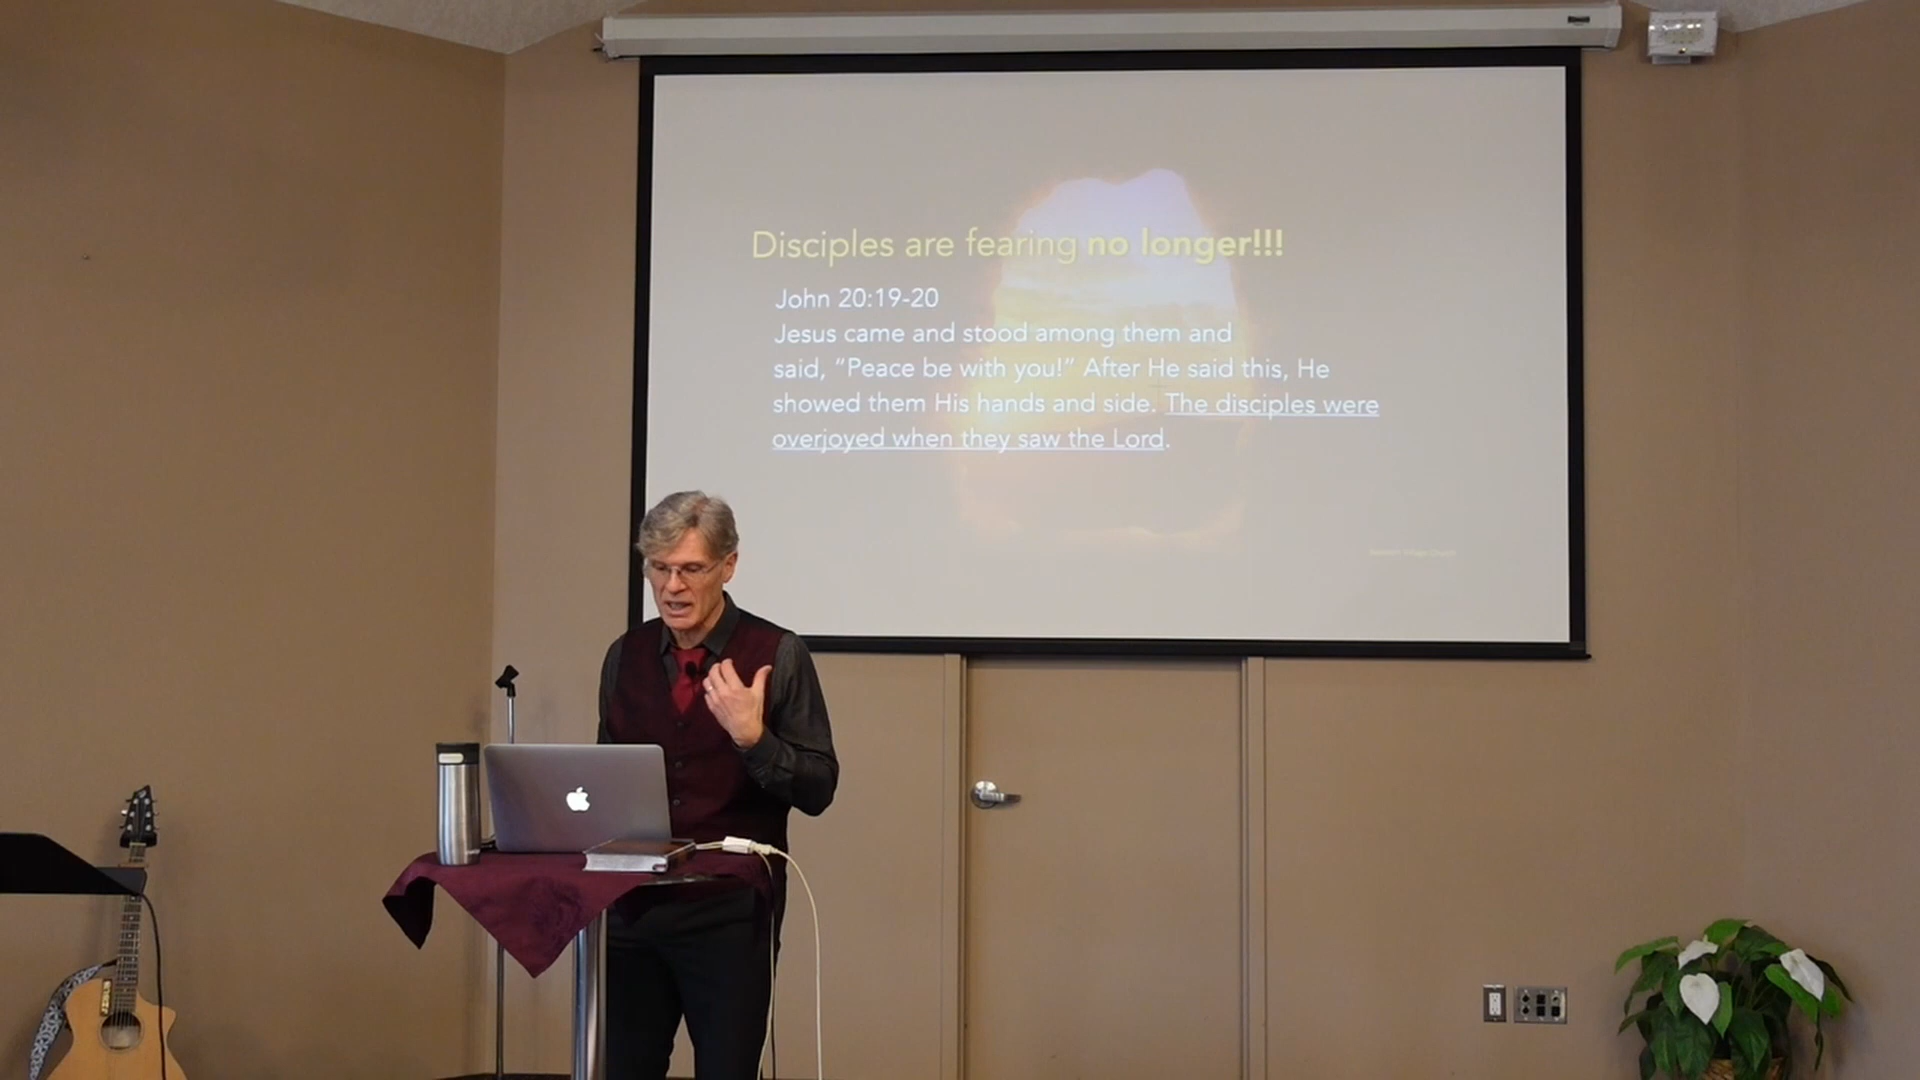 Disciples are fearing no longer!!!
John 20:19-20
Jesus came and stood among them and
said, “Peace be with you!” After He said this, He
showed them His hands and side. The disciples were
overjoyed when they saw the Lord.